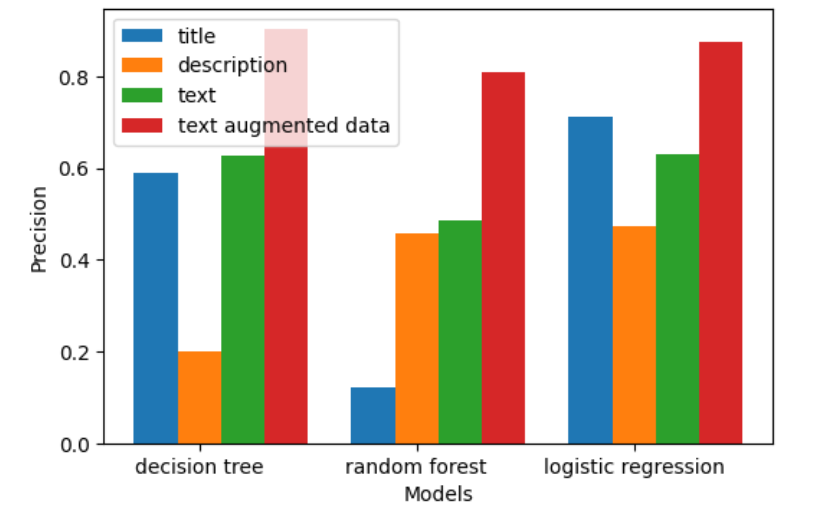 title
description
text
text augmented data
Precision
0.8
0.6
0.4
0.2
0.0
decision tree
random forest
logistic regression
Models